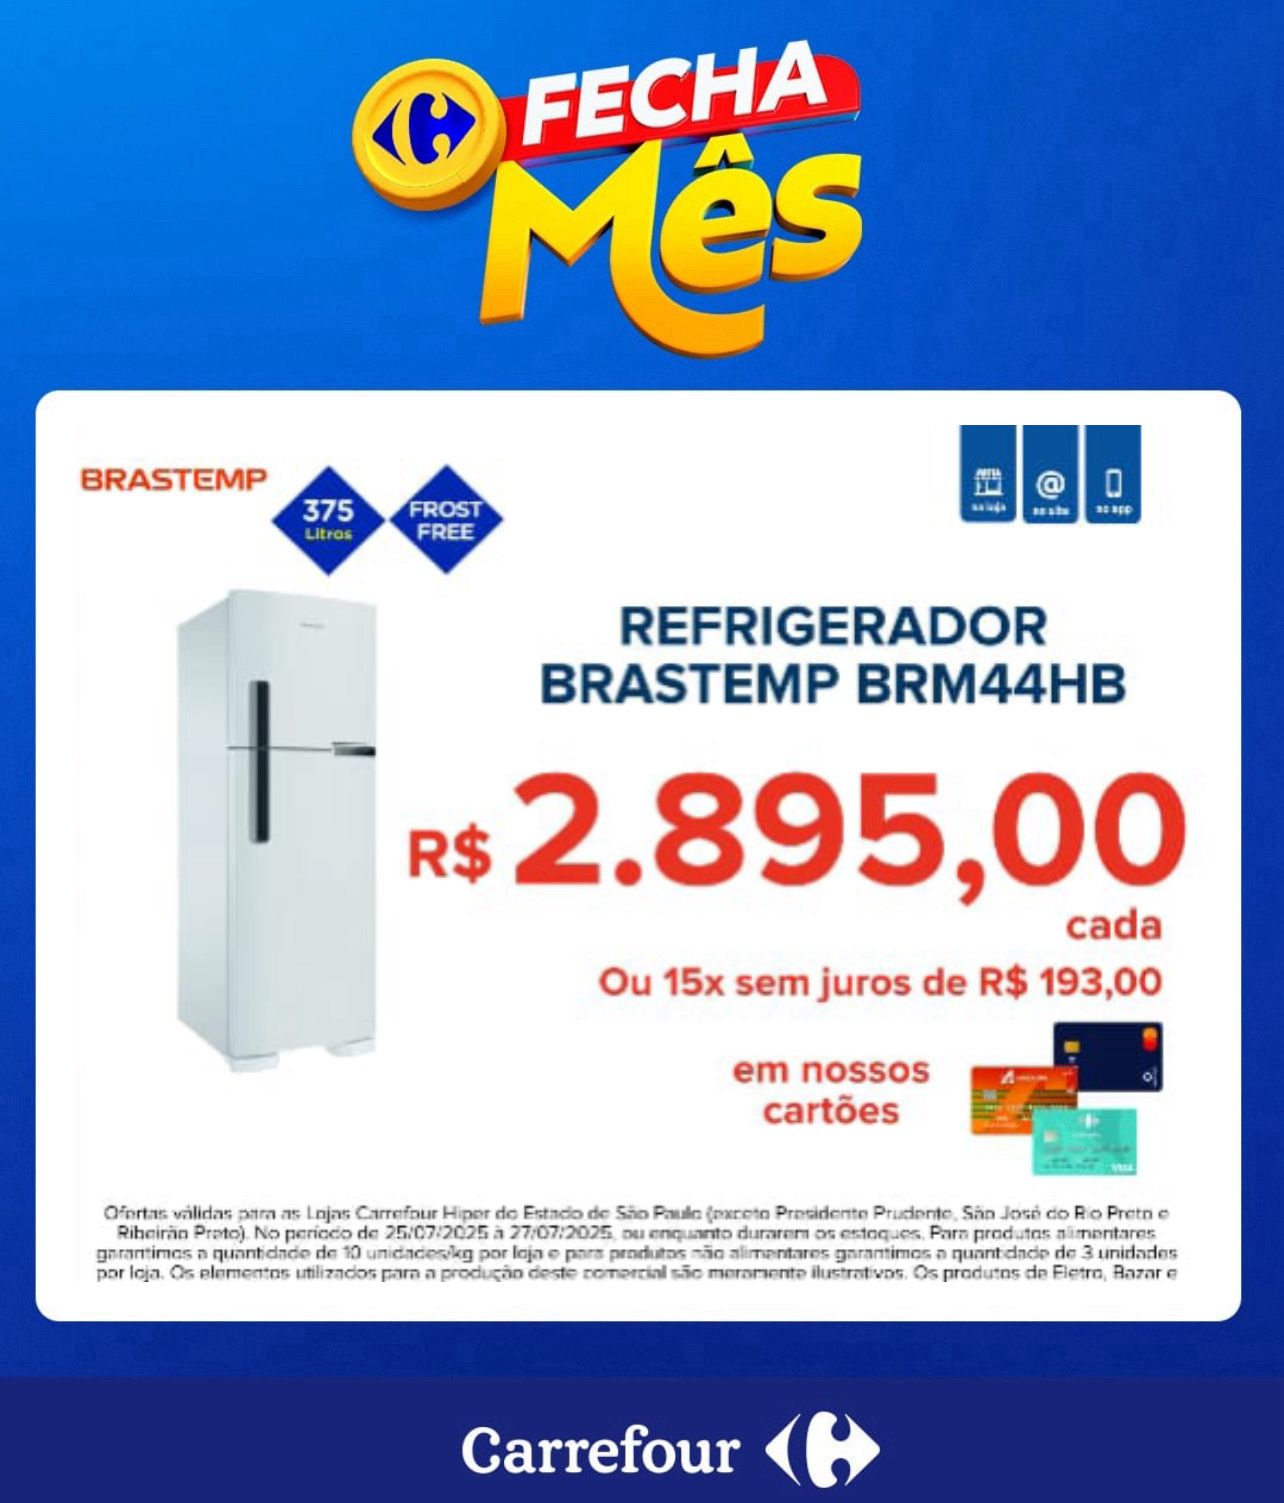 FECHA
Mês
BRASTEMP
375
Litros
FROST
FREE
na loja
no site
no app
REFRIGERADOR
BRASTEMP BRM44HB
R$ 2.895,00
cada
Ou 15x sem juros de R$ 193,00
em nossos
cartões
VISA
Ofertas válidas para as Lojas Carrefour Hiper do Estado de São Paulo (exceto Presidente Prudente, São José do Rio Preto e
Ribeirão Preto). No período de 25/07/2025 à 27/07/2025, ou enquanto durarem os estoques. Para produtos alimentares
garantimos a quantidade de 10 unidades/kg por loja e para produtos não alimentares garantimos a quantidade de 3 unidades
por loja. Os elementos utilizados para a produção deste comercial são meramente ilustrativos. Os produtos de Eletro, Bazar e
Carrefour